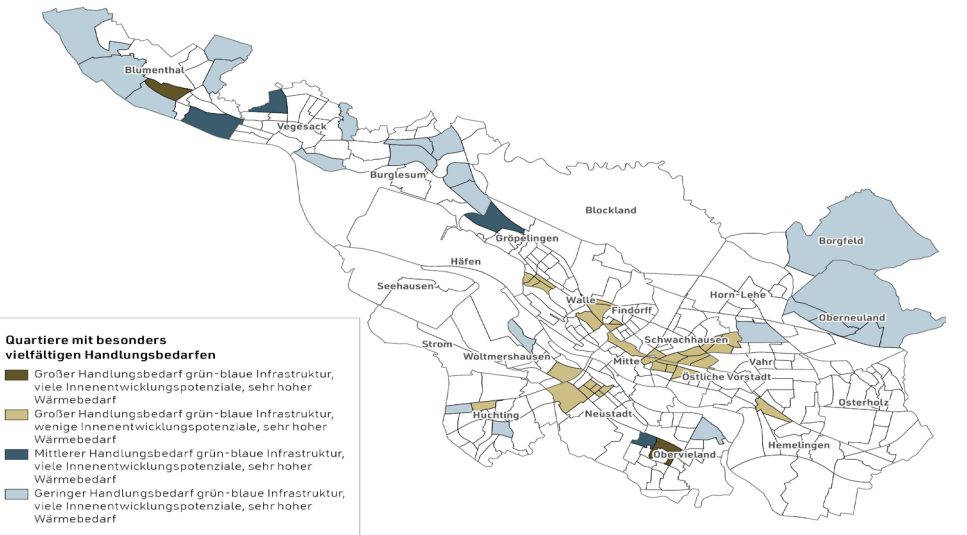 Blumenthal
Vegesack
Burglesum
Blockland
Borgfeld
Gröpelingen
Häfen
Seehausen
Horn-Lehe
Walle
Findorff
Oberneuland
Strom
Schwachhausen
Woltmershausen
Mitte
Vahr
Östliche Vorstadt
Osterholz
Huchting
Neustadt
Hemelingen
Obervieland
Quartiere mit besonders
vielfältigen Handlungsbedarfen
Großer Handlungsbedarf grün-blaue Infrastruktur,
viele Innenentwicklungspotenziale, sehr hoher
Wärmebedarf
Großer Handlungsbedarf grün-blaue Infrastruktur,
wenige Innenentwicklungspotenziale, sehr hoher
Wärmebedarf
Mittlerer Handlungsbedarf grün-blaue Infrastruktur,
viele Innenentwicklungspotenziale, sehr hoher
Wärmebedarf
Geringer Handlungsbedarf grün-blaue Infrastruktur,
viele Innenentwicklungspotenziale, sehr hoher
Wärmebedarf